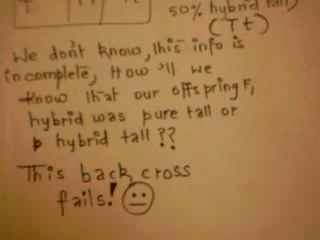 T
50% hybrid tall)
(Tt)
We don't know, this info is
incomplete, How 'll we
know that our offspring F1
hybrid was pure tall or
hybrid tall??
This back cross
fails!